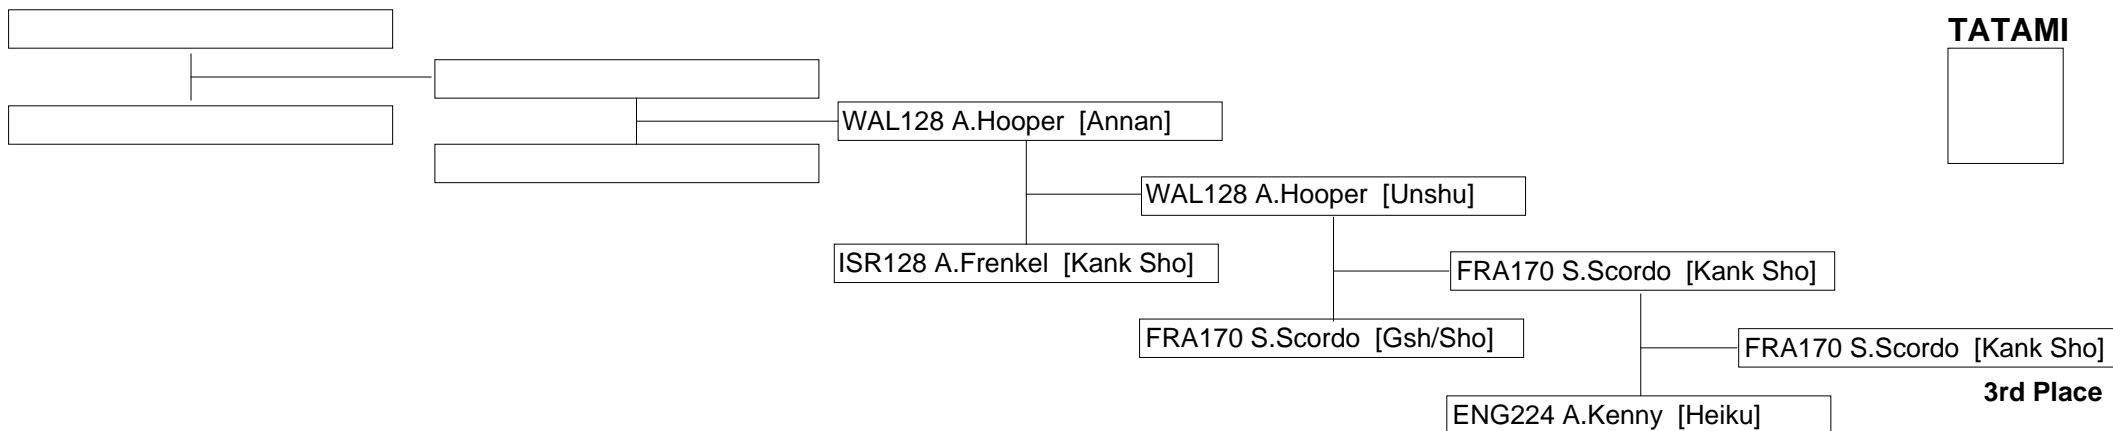 TATAMI
WAL128 A.Hooper [Annan]
WAL128 A.Hooper [Unshu]
ISR128 A.Frenkel [Kank Sho]
FRA170 S.Scordo [Kank Sho]
FRA170 S.Scordo [Gsh/Sho]
FRA170 S.Scordo [Kank Sho]
3rd Place
ENG224 A.Kenny [Heiku]